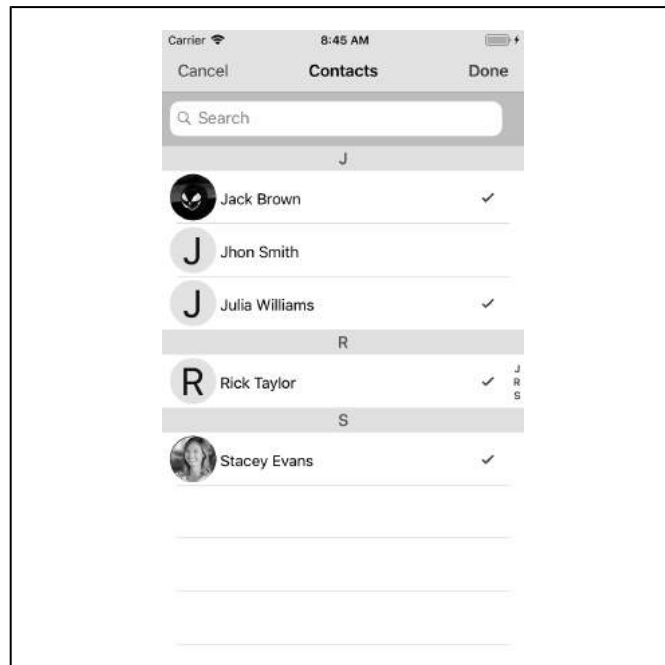 Carrier 8:45 AM
Cancel Contacts Done
Search
J
Jack Brown
J Jhon Smith
J Julia Williams
R
R Rick Taylor
J
R
S
S
Stacey Evans